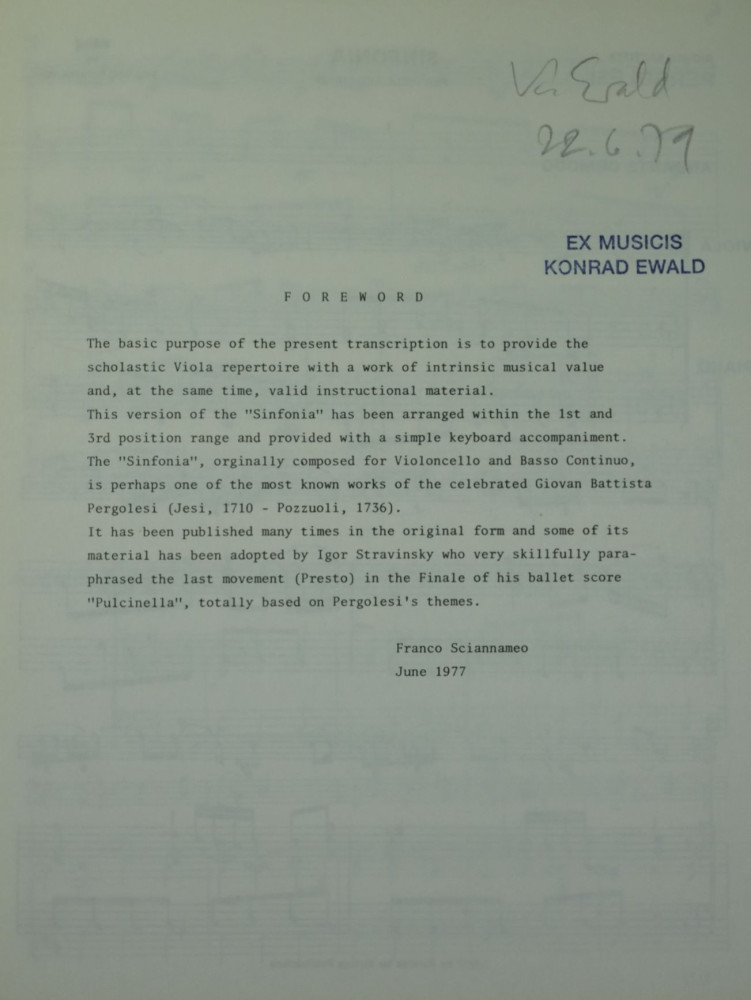 Ewald
22.6.79
EX MUSICIS
KONRAD EWALD
FOREWORD
The basic purpose of the present transcription is to provide the
scholastic Viola repertoire with a work of intrinsic musical value
and, at the same time, valid instructional material.
This version of the "Sinfonia" has been arranged within the 1st and
3rd position range and provided with a simple keyboard accompaniment.
The "Sinfonia", orginally composed for Violoncello and Basso Continuo,
is perhaps one of the most known works of the celebrated Giovan Battista
Pergolesi (Jesi, 1710 - Pozzuoli, 1736).
It has been published many times in the original form and some of its
material has been adopted by Igor Stravinsky who very skillfully para-
phrased the last movement (Presto) in the Finale of his ballet score
"Pulcinella", totally based on Pergolesi's themes.
Franco Sciannameo
June 1977